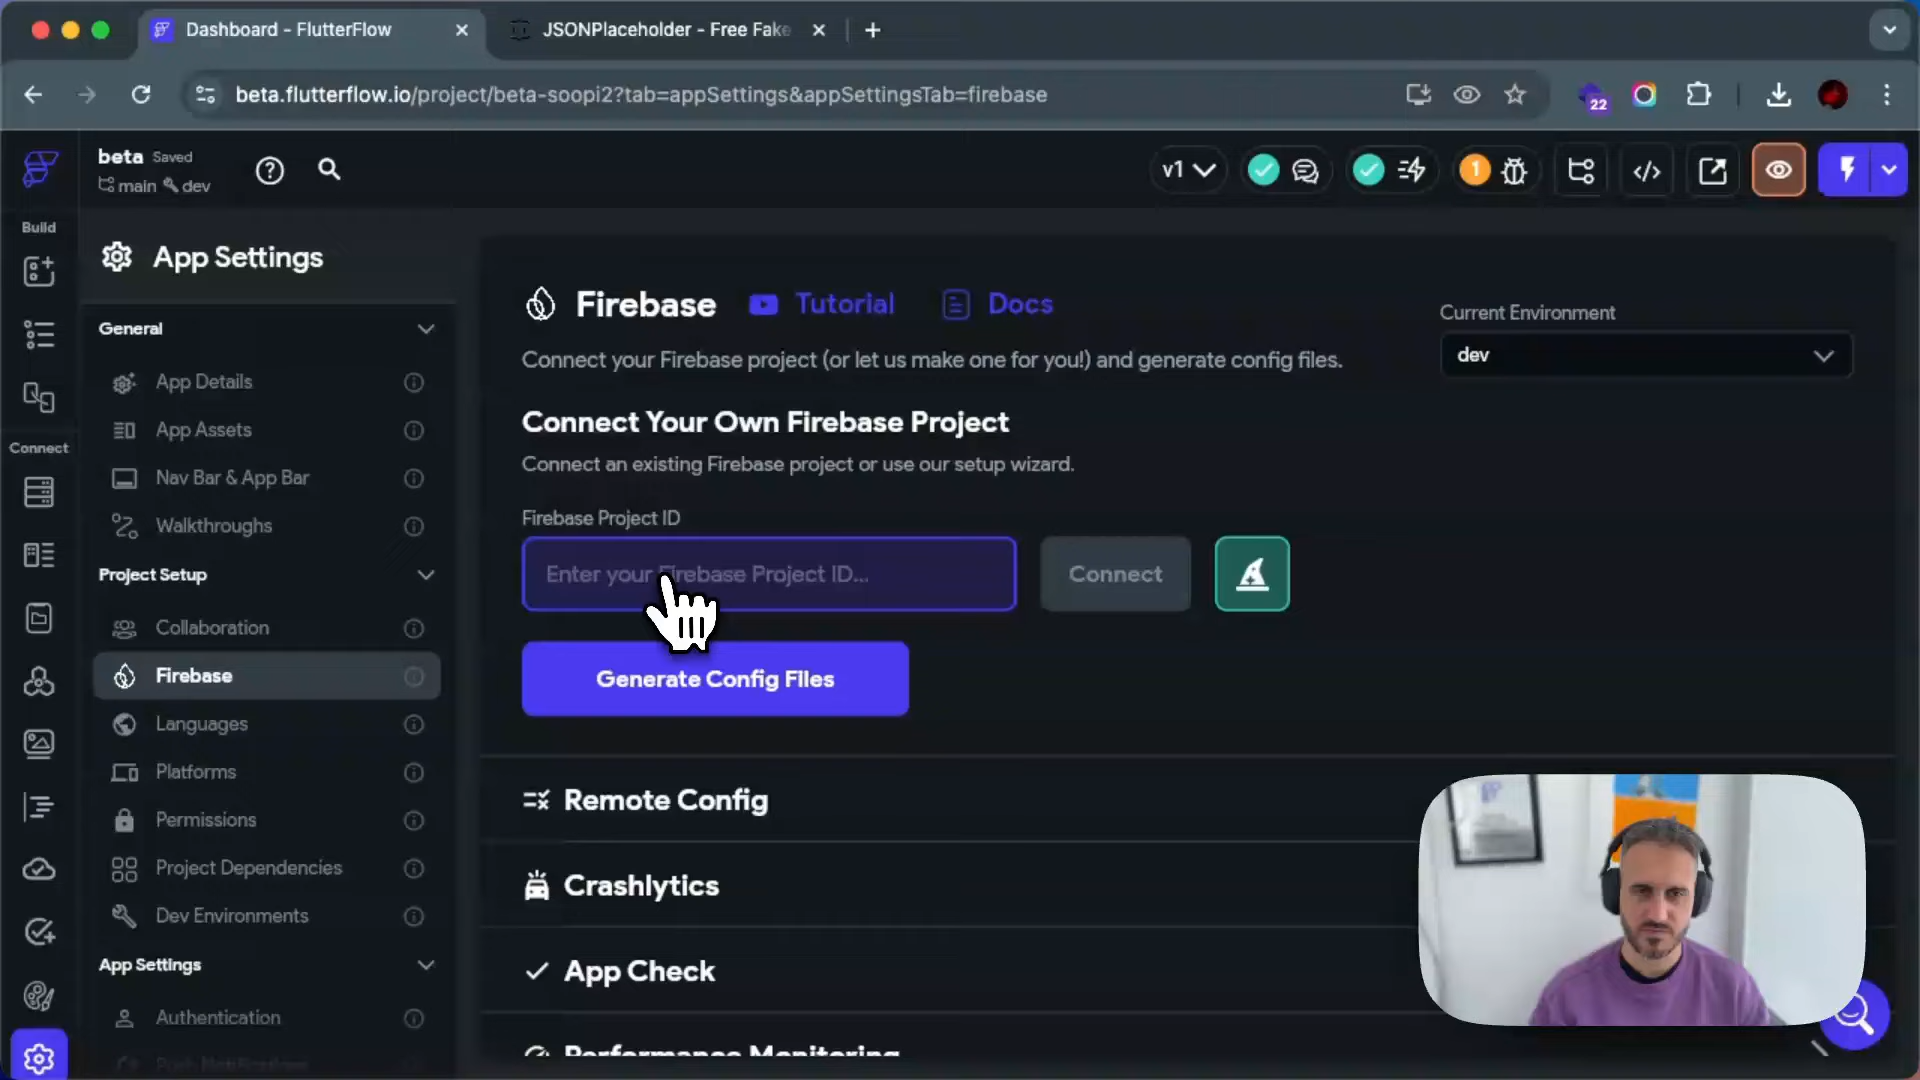 Dashboard - FlutterFlow
JSONPlaceholder - Free Fake
beta.flutterflow.io/project/beta-soopi2?tab=appSettings&appSettingsTab=firebase
22
beta Saved
main dev
v1
1
Build
Connect
App Settings
General
App Details
App Assets
Nav Bar & App Bar
Walkthroughs
Project Setup
Collaboration
Firebase
Languages
Platforms
Permissions
Project Dependencies
Dev Environments
App Settings
Authentication
Push Notifications
Firebase
Tutorial
Docs
Connect your Firebase project (or let us make one for you!) and generate config files.
Current Environment
dev
Connect Your Own Firebase Project
Connect an existing Firebase project or use our setup wizard.
Firebase Project ID
Enter your Firebase Project ID...
Connect
Generate Config Files
Remote Config
Crashlytics
App Check
Performance Monitoring